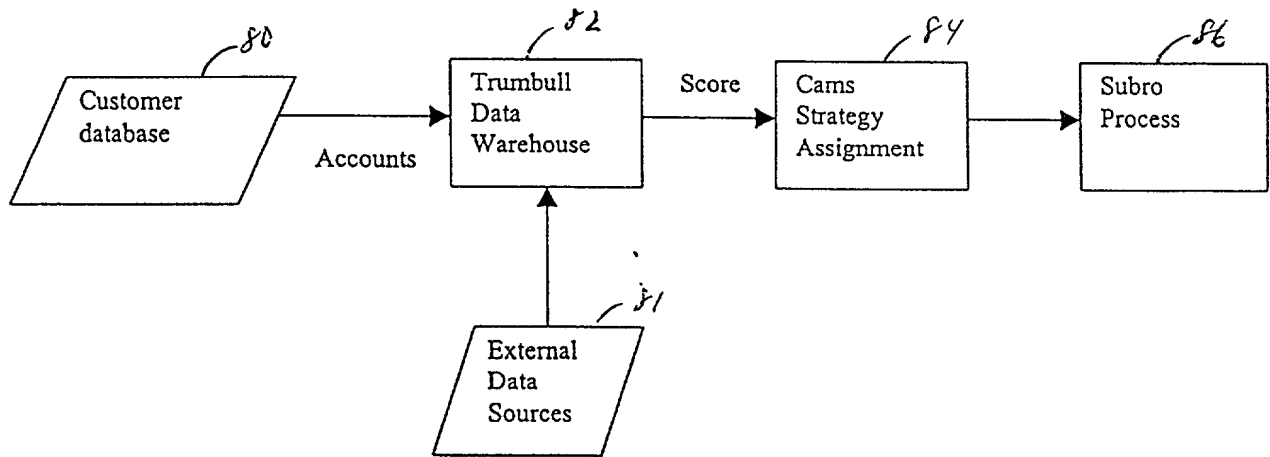 80
82
84
86
Customer
database
Accounts
Trumbull
Data
Warehouse
Score
Cams
Strategy
Assignment
Subro
Process
81
External
Data
Sources